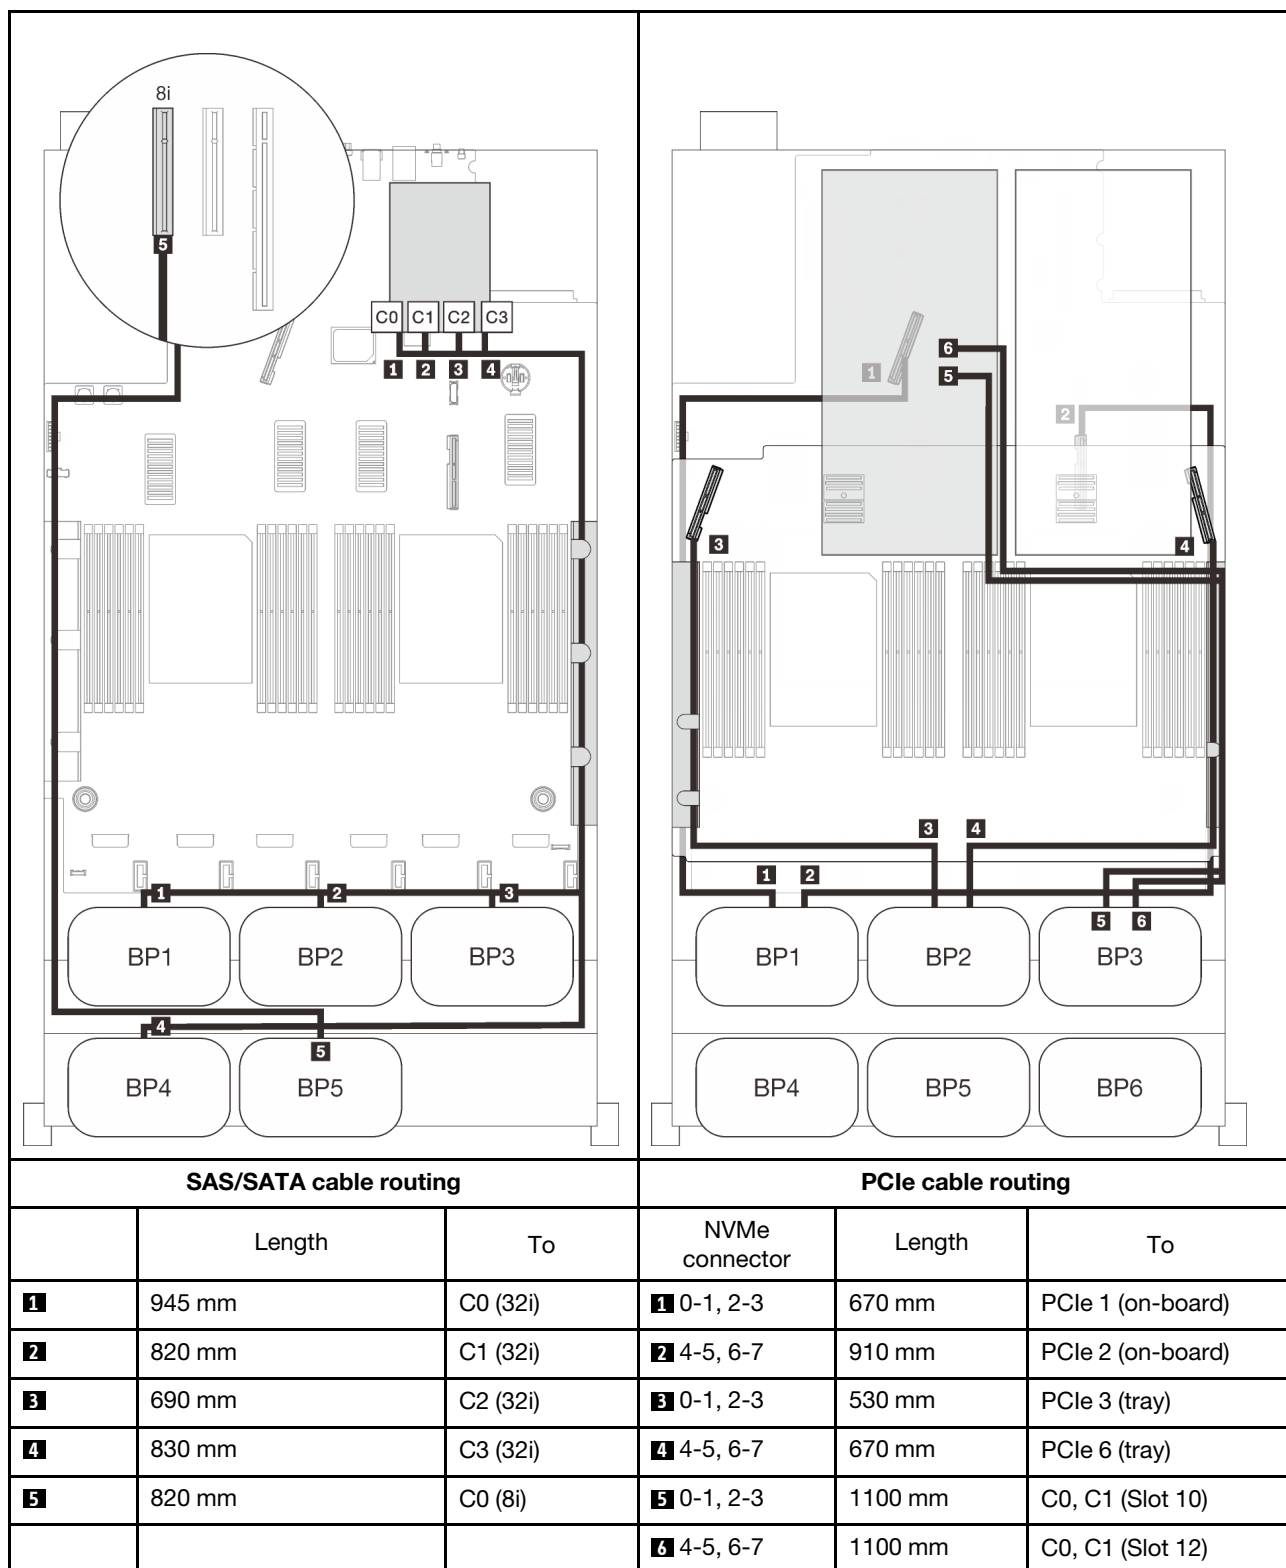 8i
5
C0 C1 C2 C3
1 2 3 4
1 2 3
BP1 BP2 BP3
4
5
BP4 BP5
6
1 5
2
3 4
3 4
1 2
5 6
BP1 BP2 BP3
BP4 BP5 BP6
SAS/SATA cable routing PCIe cable routing
Length To NVMe connector Length To
1 945 mm C0 (32i) 1 0-1, 2-3 670 mm PCIe 1 (on-board)
2 820 mm C1 (32i) 2 4-5, 6-7 910 mm PCIe 2 (on-board)
3 690 mm C2 (32i) 3 0-1, 2-3 530 mm PCIe 3 (tray)
4 830 mm C3 (32i) 4 4-5, 6-7 670 mm PCIe 6 (tray)
5 820 mm C0 (8i) 5 0-1, 2-3 1100 mm C0, C1 (Slot 10)
6 4-5, 6-7 1100 mm C0, C1 (Slot 12)